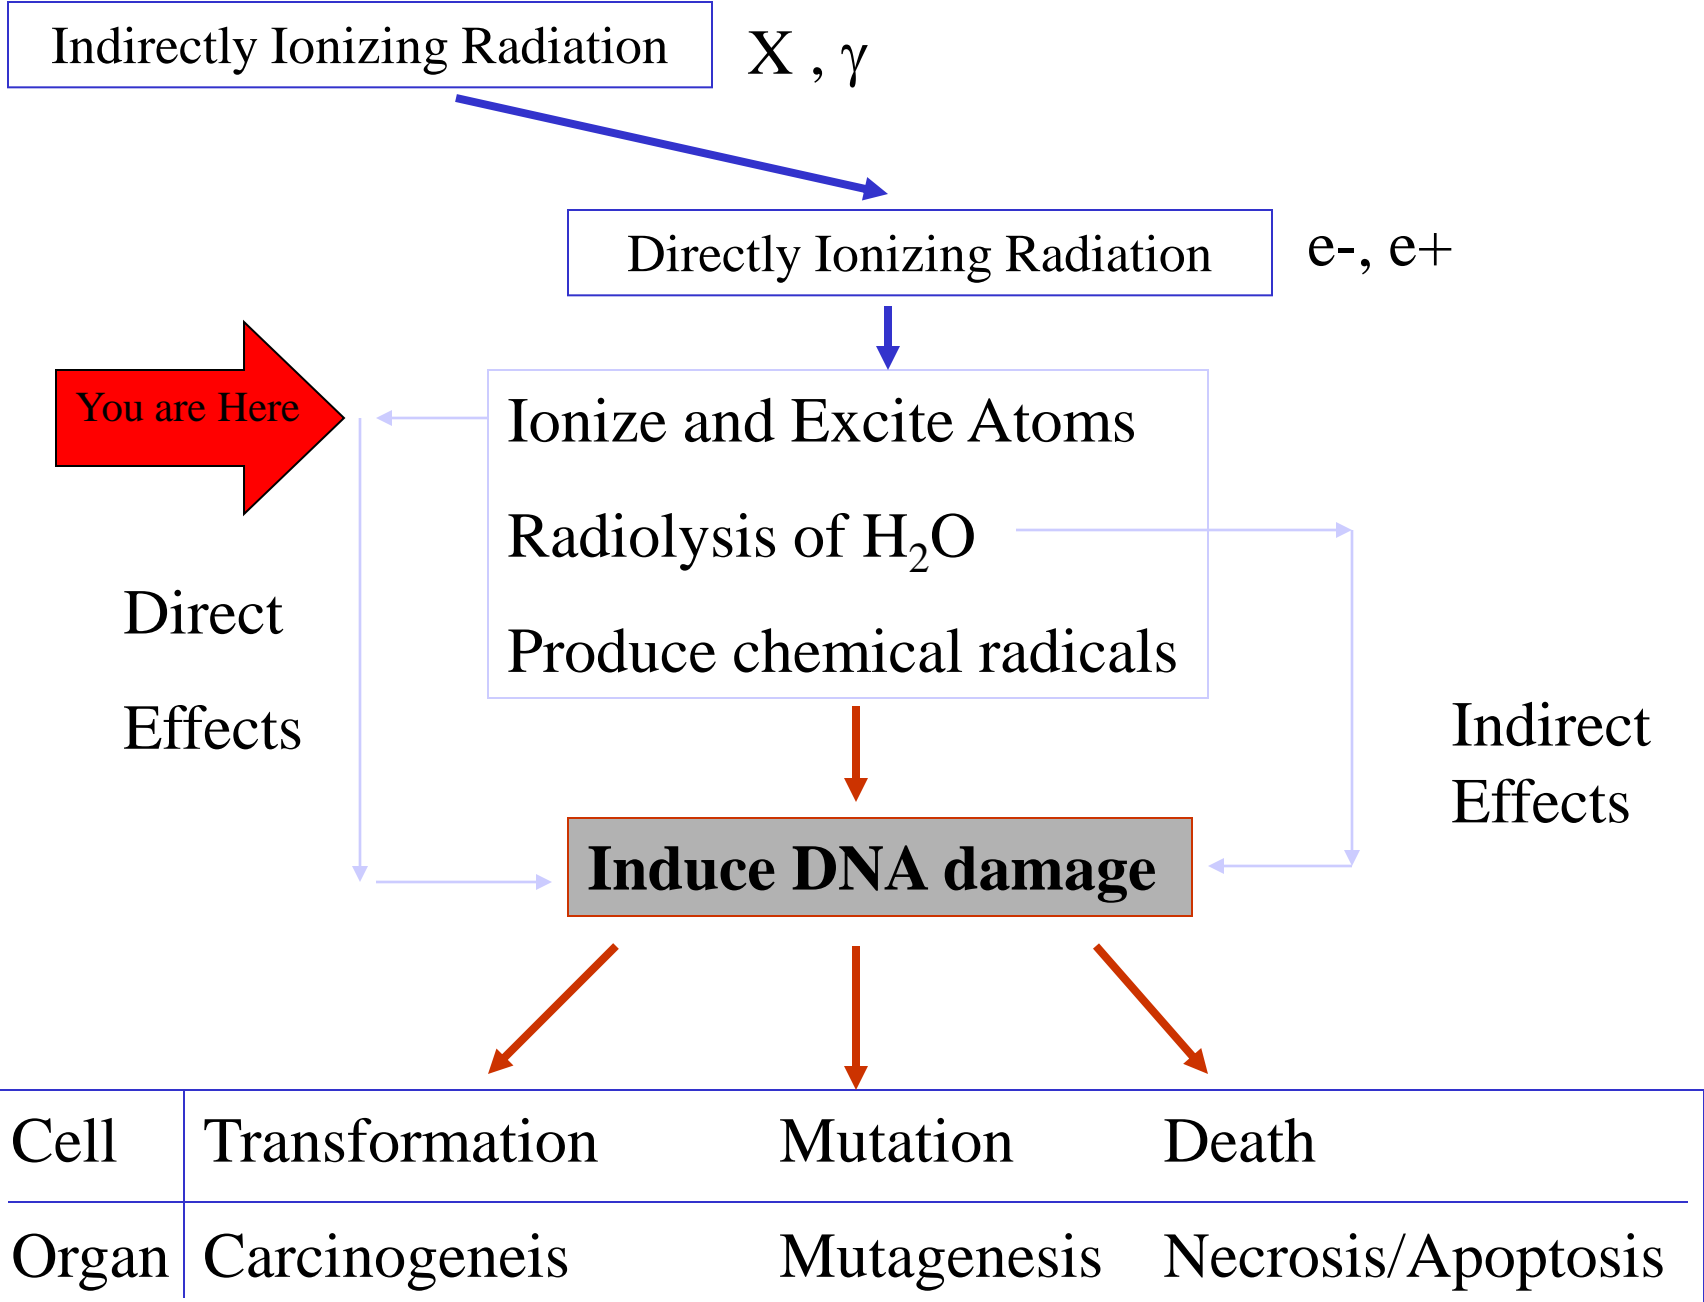 Indirectly Ionizing Radiation
X , γ
Directly Ionizing Radiation
e-, e+
You are Here
Ionize and Excite Atoms
Radiolysis of H₂O
Produce chemical radicals
Direct
Effects
Indirect
Effects
Induce DNA damage
Cell Transformation Mutation Death
Organ Carcinogeneis Mutagenesis Necrosis/Apoptosis